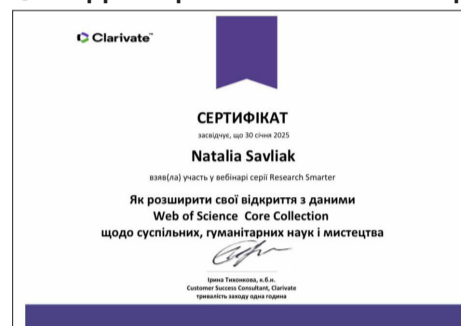 Clarivate™
СЕРТИФІКАТ
засвідчує, що 30 січня 2025
Natalia Savliak
взяв(ла) участь у вебінарі серії Research Smarter
Як розширити свої відкриття з даними
Web of Science Core Collection
щодо суспільних, гуманітарних наук і мистецтва
Ірина Тихонкова, к.б.н.
Customer Success Consultant, Clarivate
тривалість заходу одна година